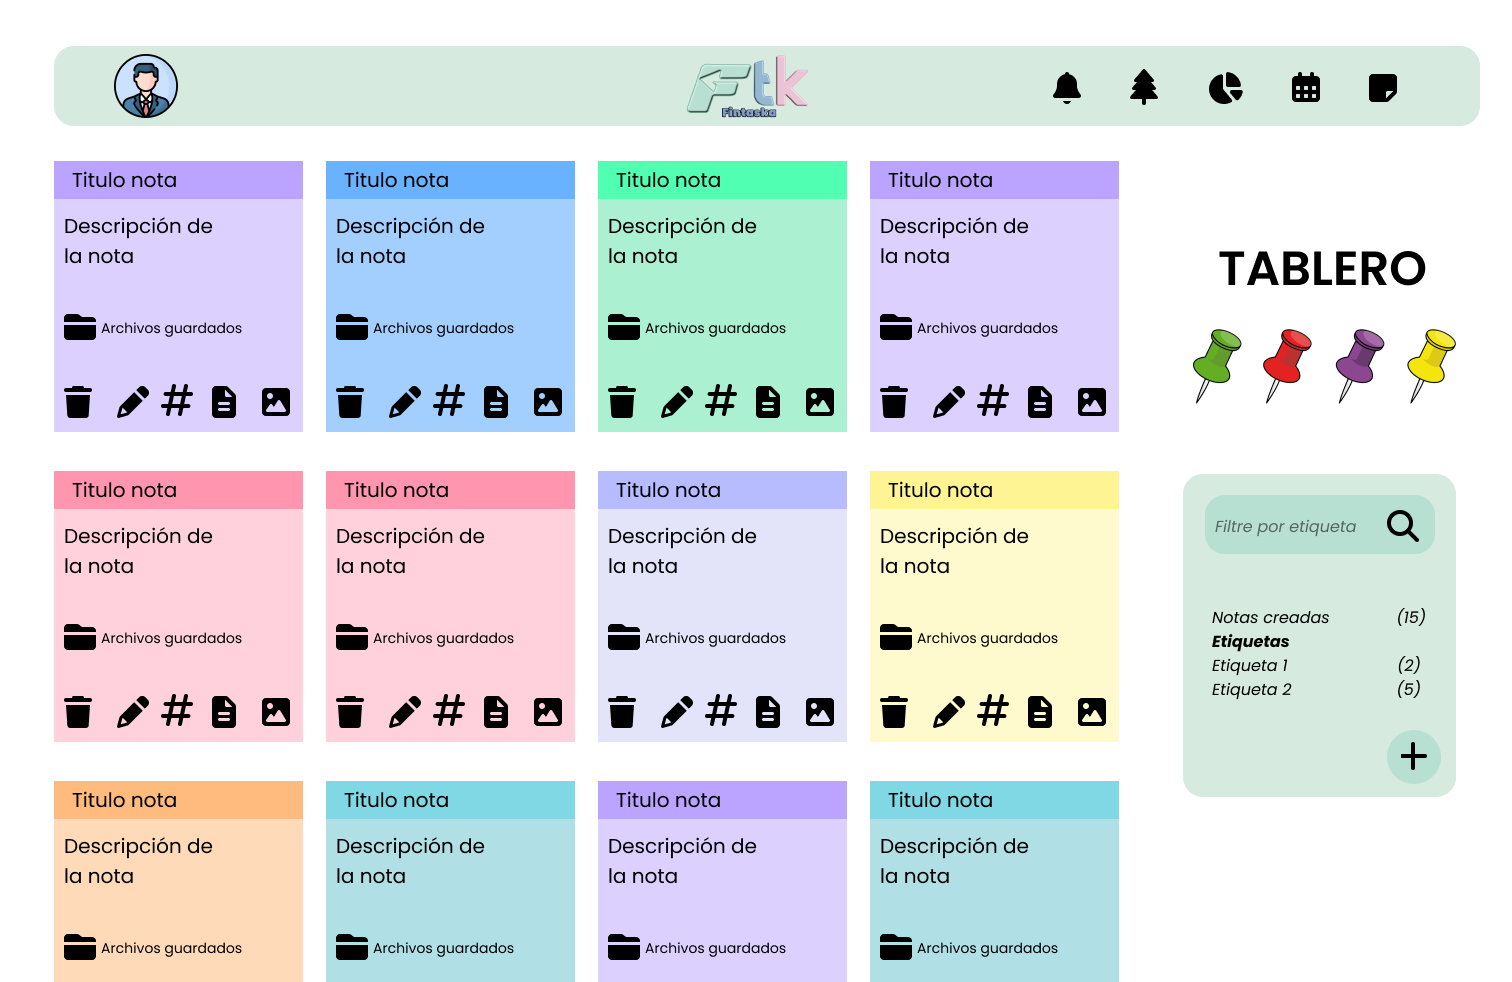 Ftk
Fintaska
Titulo nota
Descripción de
la nota
Archivos guardados
Titulo nota
Descripción de
la nota
Archivos guardados
Titulo nota
Descripción de
la nota
Archivos guardados
Titulo nota
Descripción de
la nota
Archivos guardados
TABLERO
Titulo nota
Descripción de
la nota
Archivos guardados
Titulo nota
Descripción de
la nota
Archivos guardados
Titulo nota
Descripción de
la nota
Archivos guardados
Titulo nota
Descripción de
la nota
Archivos guardados
Filtre por etiqueta
Notas creadas (15)
Etiquetas
Etiqueta 1 (2)
Etiqueta 2 (5)
Titulo nota
Descripción de
la nota
Archivos guardados
Titulo nota
Descripción de
la nota
Archivos guardados
Titulo nota
Descripción de
la nota
Archivos guardados
Titulo nota
Descripción de
la nota
Archivos guardados